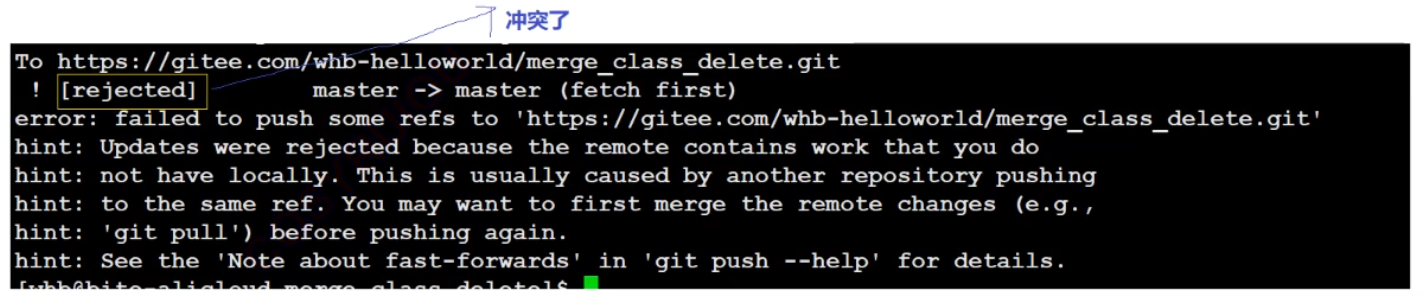 冲突了
To https://gitee.com/whb-helloworld/merge_class_delete.git
! [rejected] master -> master (fetch first)
error: failed to push some refs to 'https://gitee.com/whb-helloworld/merge_class_delete.git'
hint: Updates were rejected because the remote contains work that you do
hint: not have locally. This is usually caused by another repository pushing
hint: to the same ref. You may want to first merge the remote changes (e.g.,
hint: 'git pull') before pushing again.
hint: See the 'Note about fast-forwards' in 'git push --help' for details.
[whb@bite-alicloud merge_class_delete]$